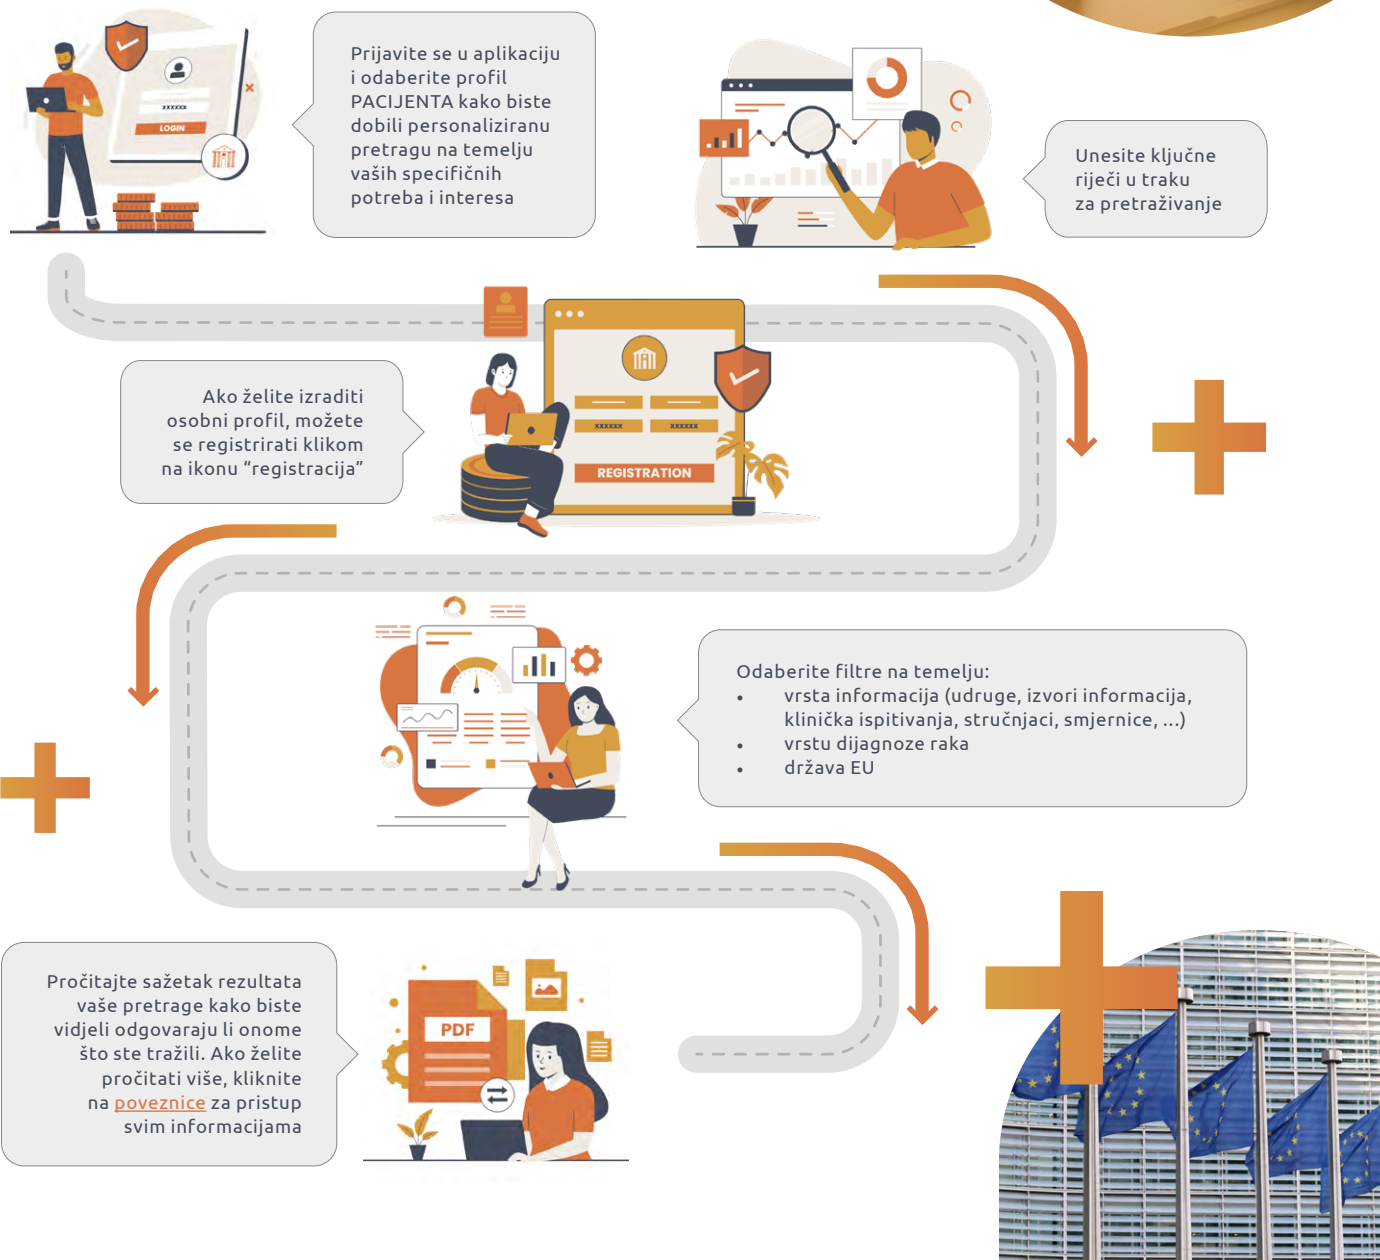 Prijavite se u aplikaciju
i odaberite profil
PACIJENTA kako biste
dobili personaliziranu
pretragu na temelju
vaših specifičnih
potreba i interesa
xxxxxx
LOGIN
Unesite ključne
riječi u traku
za pretraživanje
Ako želite izraditi
osobni profil, možete
se registrirati klikom
na ikonu “registracija”
xxxxxx
xxxxxx
REGISTRATION
Odaberite filtre na temelju:
• vrsta informacija (udruge, izvori informacija,
klinička ispitivanja, stručnjaci, smjernice, ...)
• vrstu dijagnoze raka
• država EU
Pročitajte sažetak rezultata
vaše pretrage kako biste
vidjeli odgovaraju li onome
što ste tražili. Ako želite
pročitati više, kliknite
na poveznice za pristup
svim informacijama
PDF